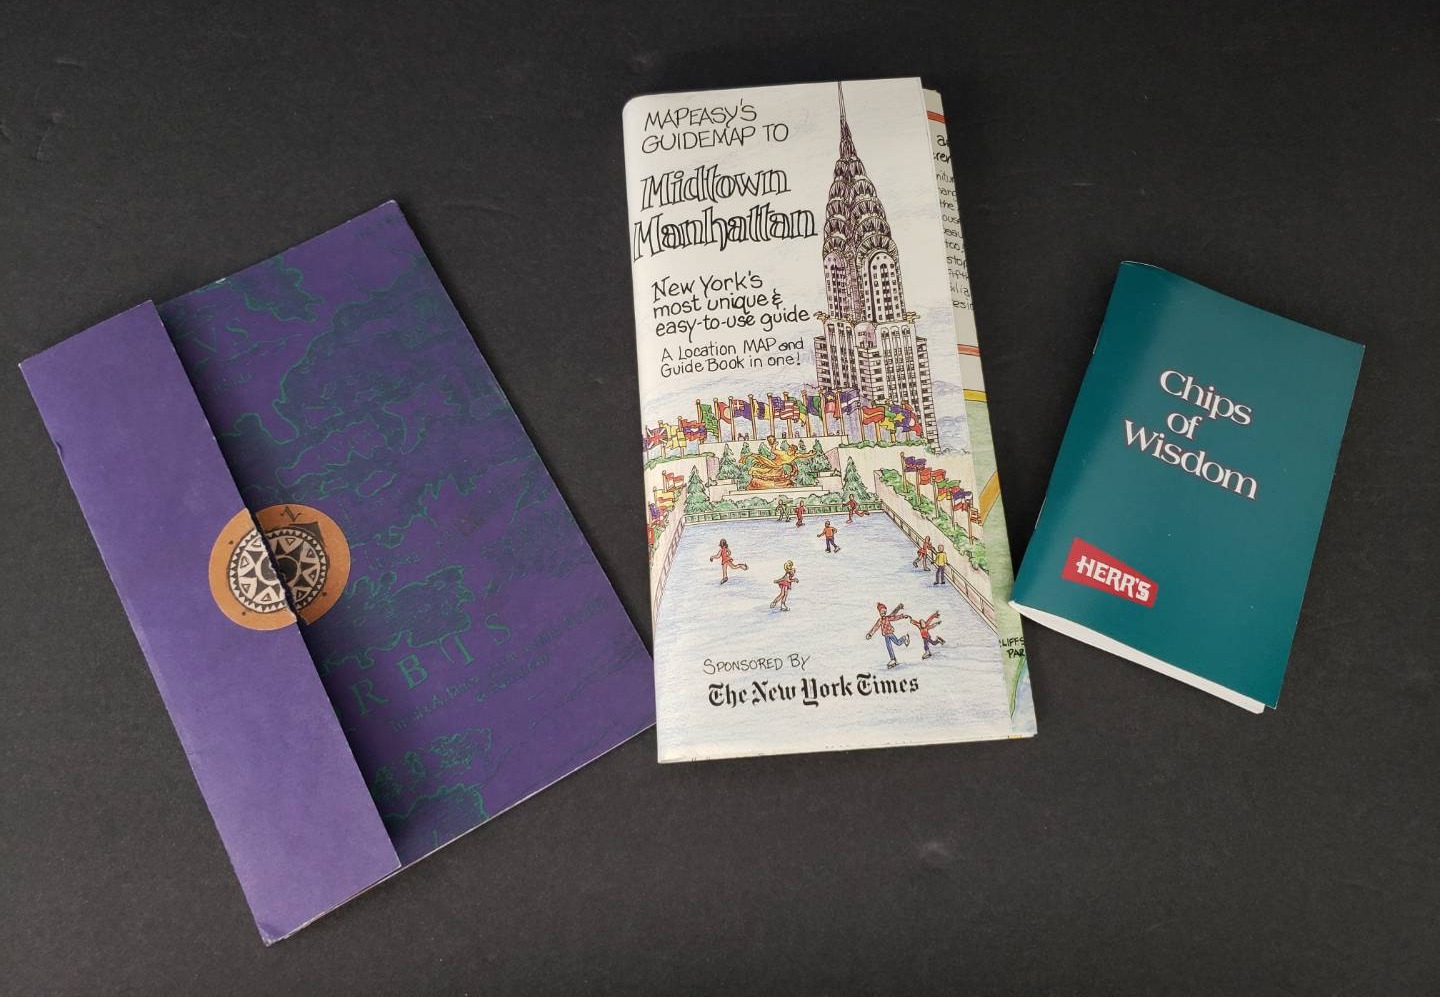 N
R B I S
MAPEASY'S
GUIDEMAP TO
Midtown
Manhattan
New York's
most unique &
easy-to-use guide
A Location MAP and
Guide Book in one!
SPONSORED BY
The New York Times
Chips
of
Wisdom
HERR'S